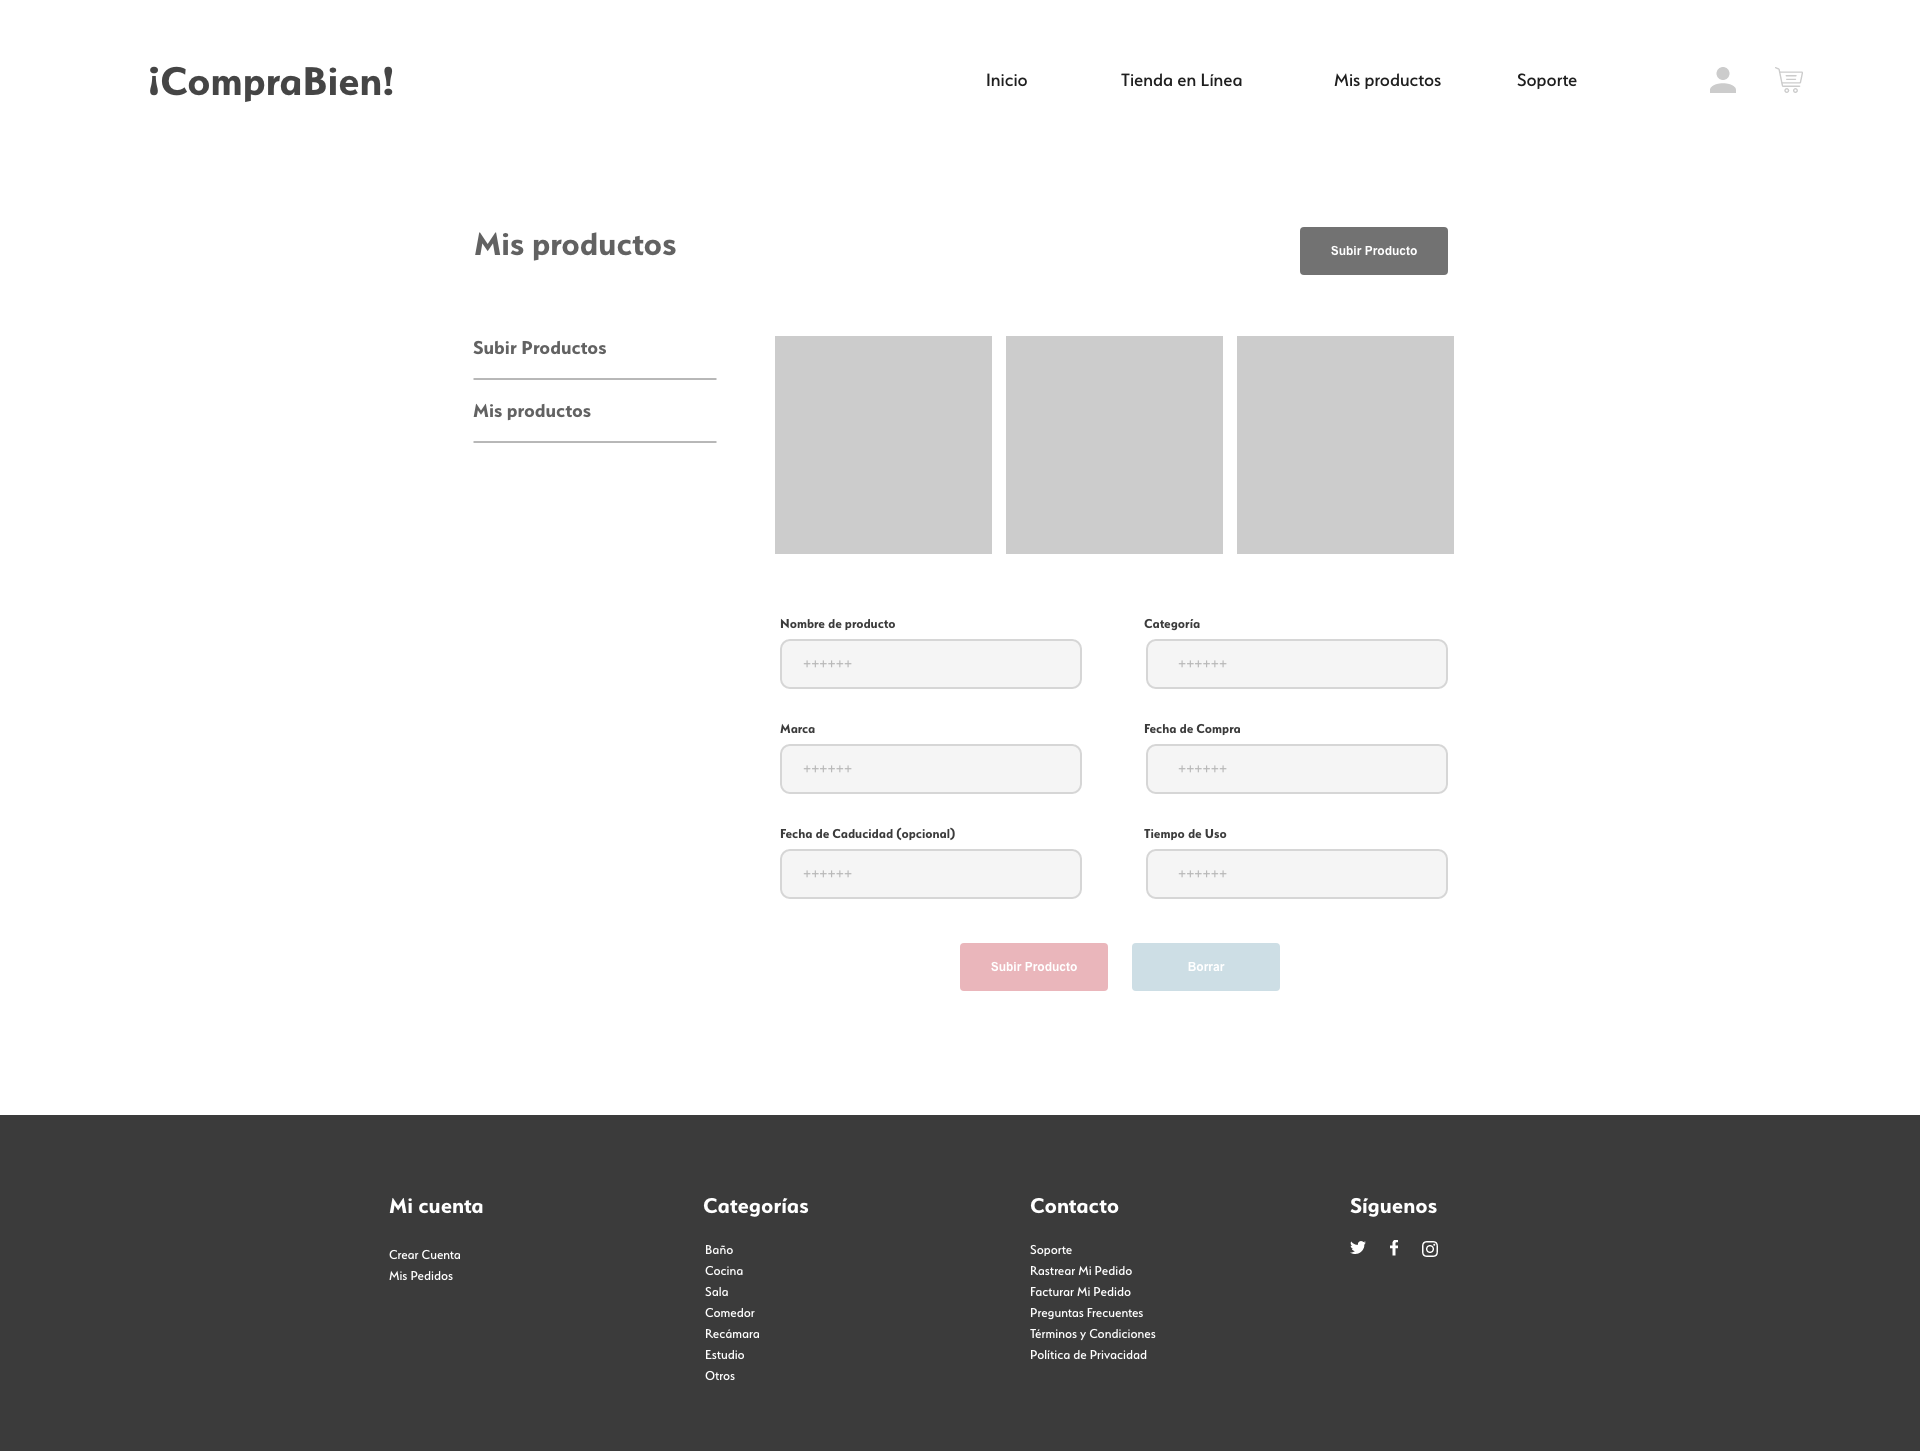 ¡CompraBien!
Inicio
Tienda en Línea
Mis productos
Soporte
Mis productos
Subir Producto
Subir Productos
Mis productos
Nombre de producto
Categoría
++++++
++++++
Marca
Fecha de Compra
++++++
++++++
Fecha de Caducidad (opcional)
Tiempo de Uso
++++++
++++++
Subir Producto
Borrar
Mi cuenta
Crear Cuenta
Mis Pedidos
Categorías
Baño
Cocina
Sala
Comedor
Recámara
Estudio
Otros
Contacto
Soporte
Rastrear Mi Pedido
Facturar Mi Pedido
Preguntas Frecuentes
Términos y Condiciones
Política de Privacidad
Síguenos